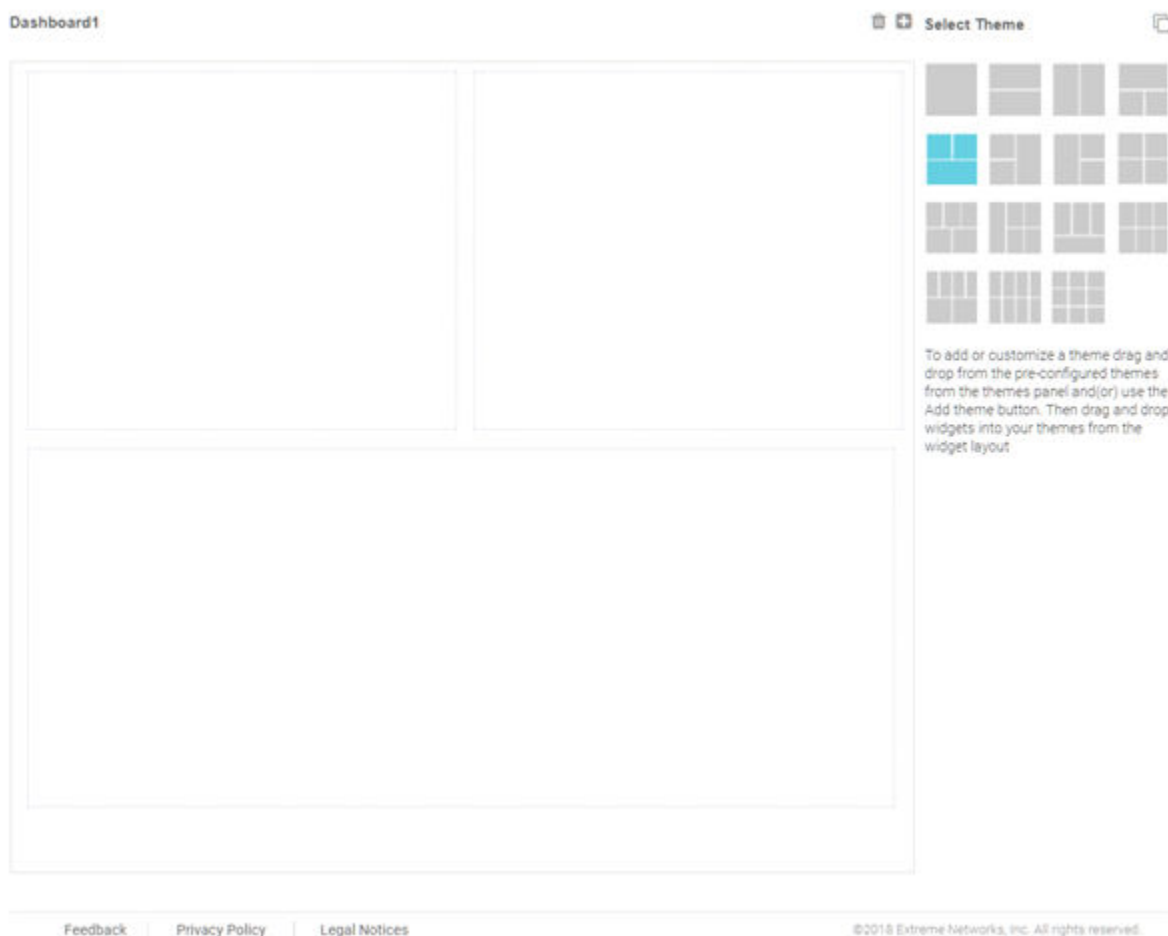 Dashboard1
Select Theme
To add or customize a theme drag and
drop from the pre-configured themes
from the themes panel and(or) use the
Add theme button. Then drag and drop
widgets into your themes from the
widget layout
Feedback
Privacy Policy
Legal Notices
©2018 Extreme Networks, Inc. All rights reserved.